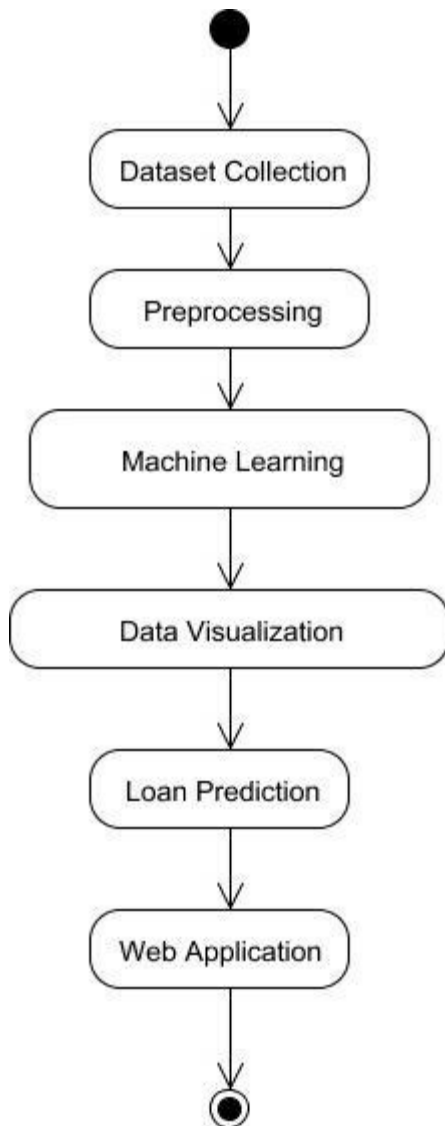 Dataset Collection
Preprocessing
Machine Learning
Data Visualization
Loan Prediction
Web Application